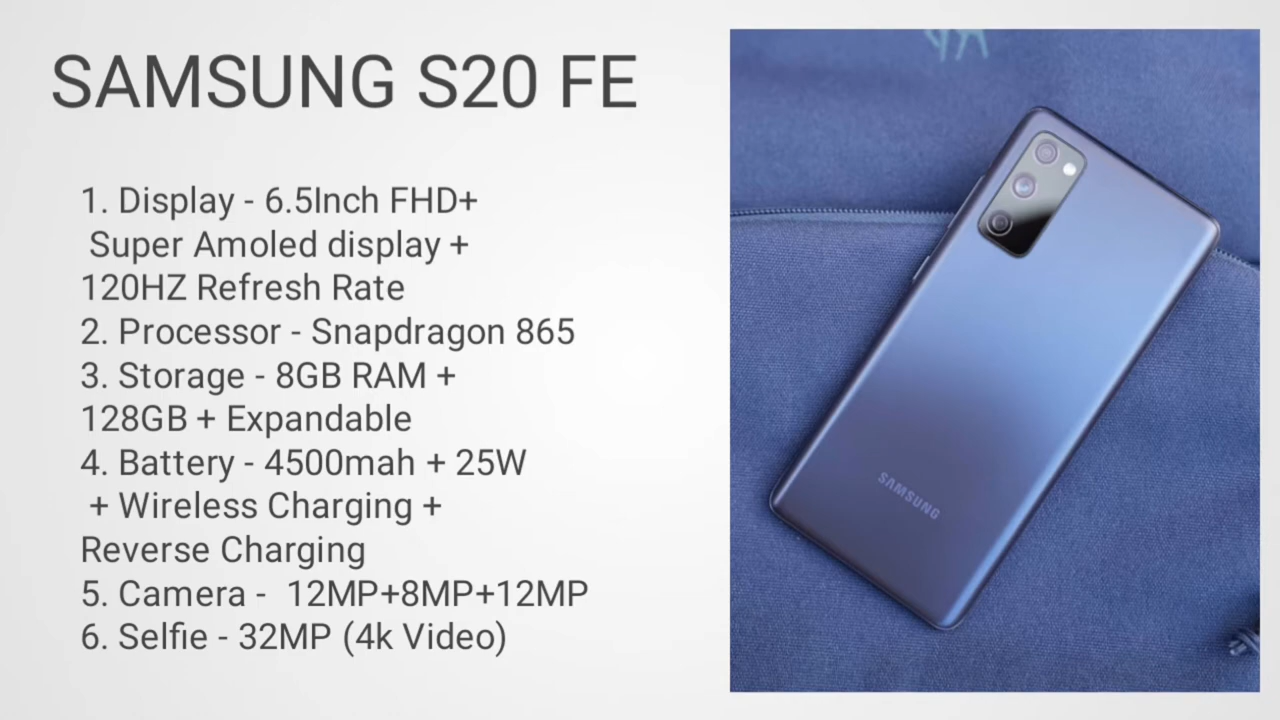 SAMSUNG S20 FE
1. Display - 6.5Inch FHD+
Super Amoled display +
120HZ Refresh Rate
2. Processor - Snapdragon 865
3. Storage - 8GB RAM +
128GB + Expandable
4. Battery - 4500mah + 25W
+ Wireless Charging +
Reverse Charging
5. Camera -  12MP+8MP+12MP
6. Selfie - 32MP (4k Video)
SAMSUNG